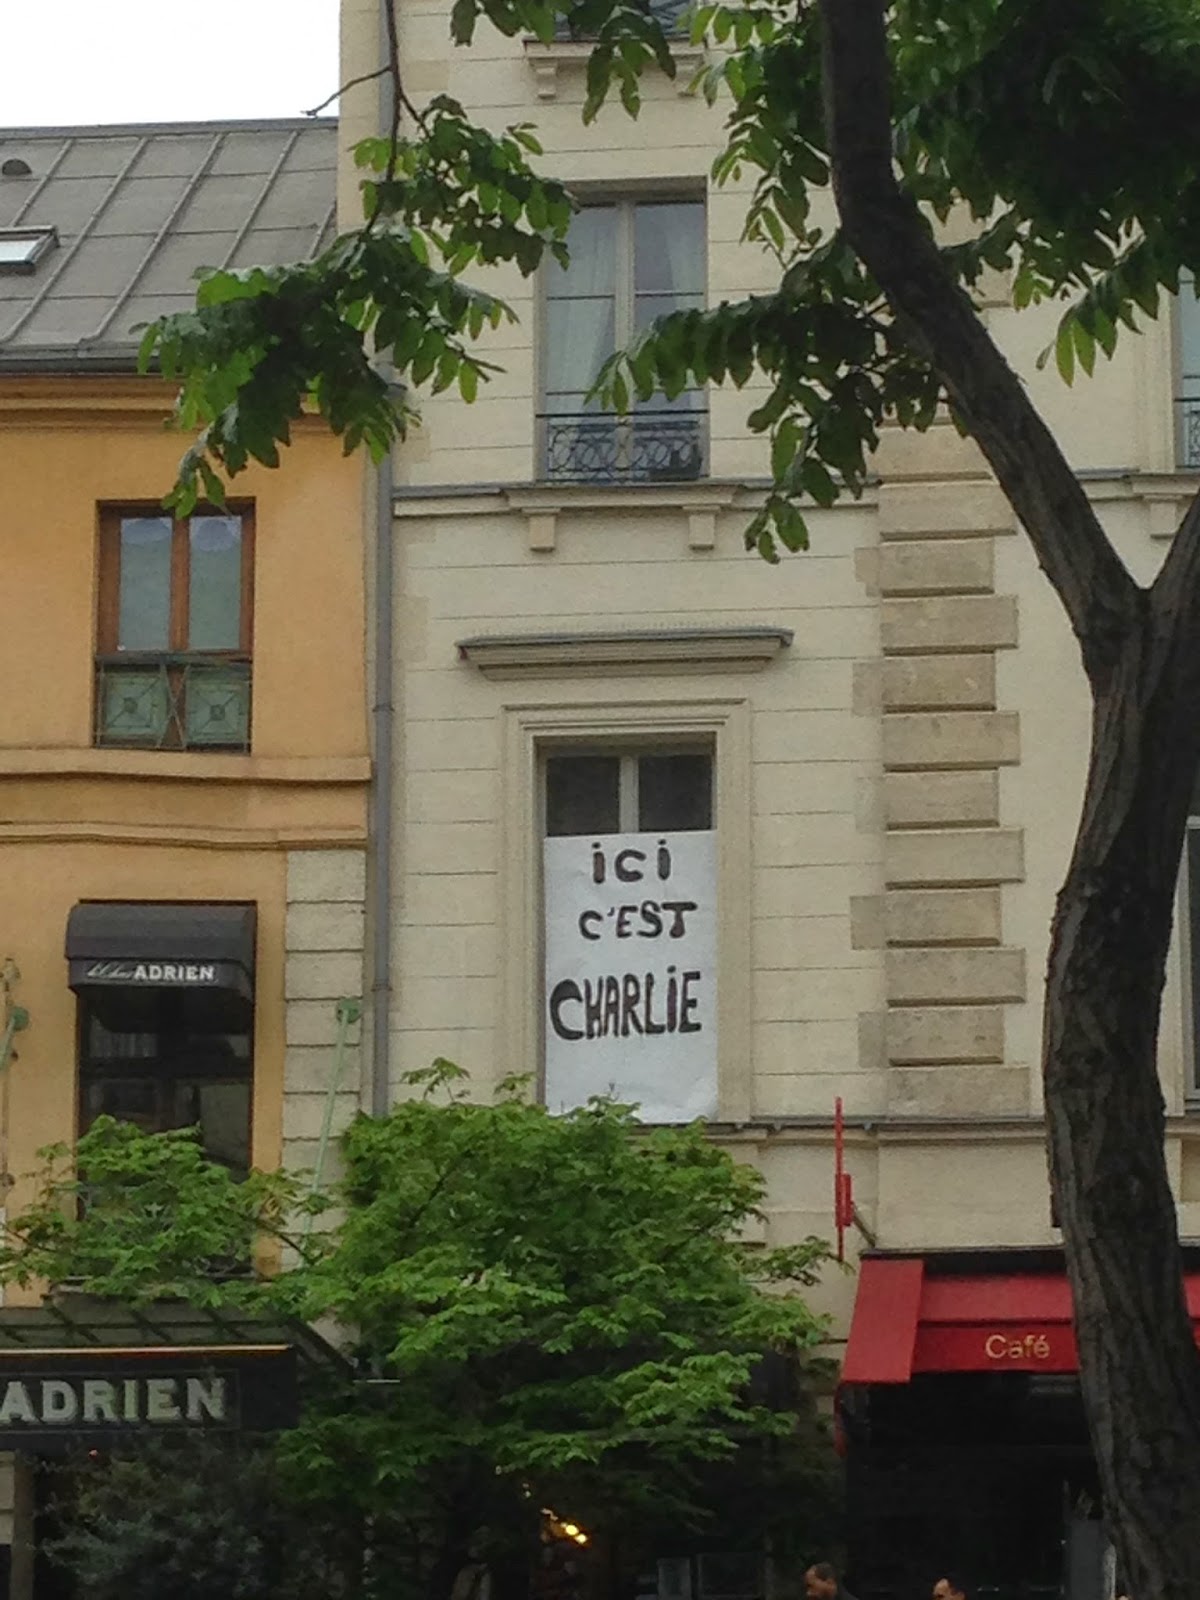 ici
C'EST
CHARLiE
ADRIEN
ADRIEN
Café